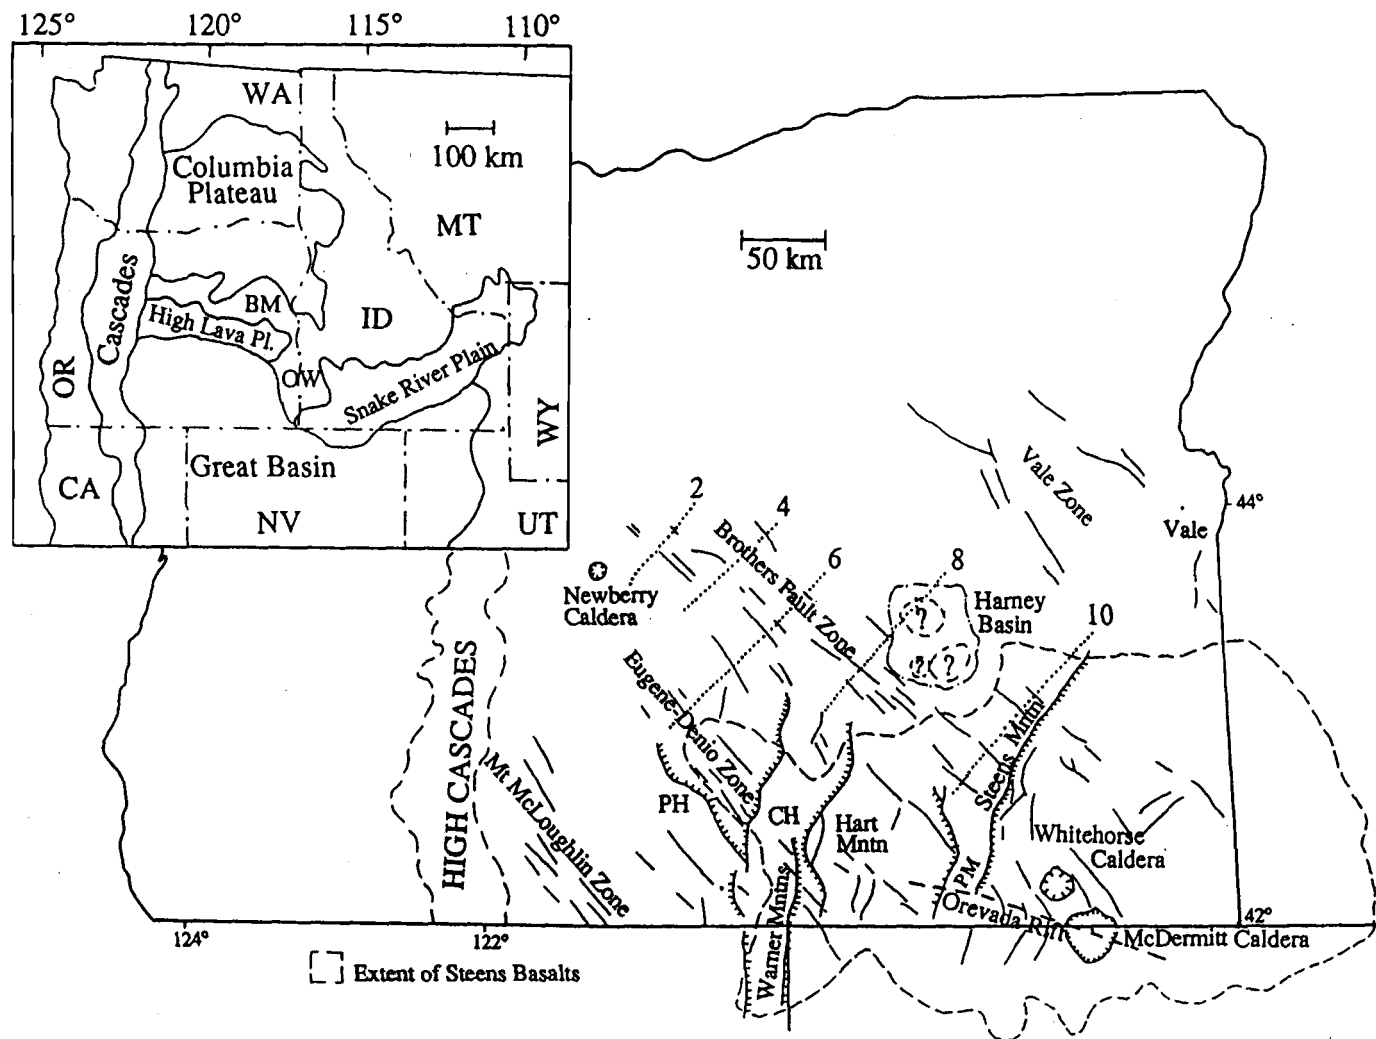 125° 120° 115° 110°
WA
100 km
Columbia
Plateau
MT
Cascades
BM
ID
High Lava Pl.
OR
OW
Snake River Plain
WY
Great Basin
CA
NV
UT
50 km
Vale Zone
44°
Vale
2
4
6
8
10
Brothers Fault Zone
Newberry
Caldera
Harney
Basin
?
? ?
Eugene-Denio Zone
HIGH CASCADES
Mt McLoughlin Zone
Steens Mntn
PH
CH
Hart
Mntn
Whitehorse
Caldera
PM
Warner Mntns
Orevada Rift
42°
McDermitt Caldera
124°
122°
Extent of Steens Basalts